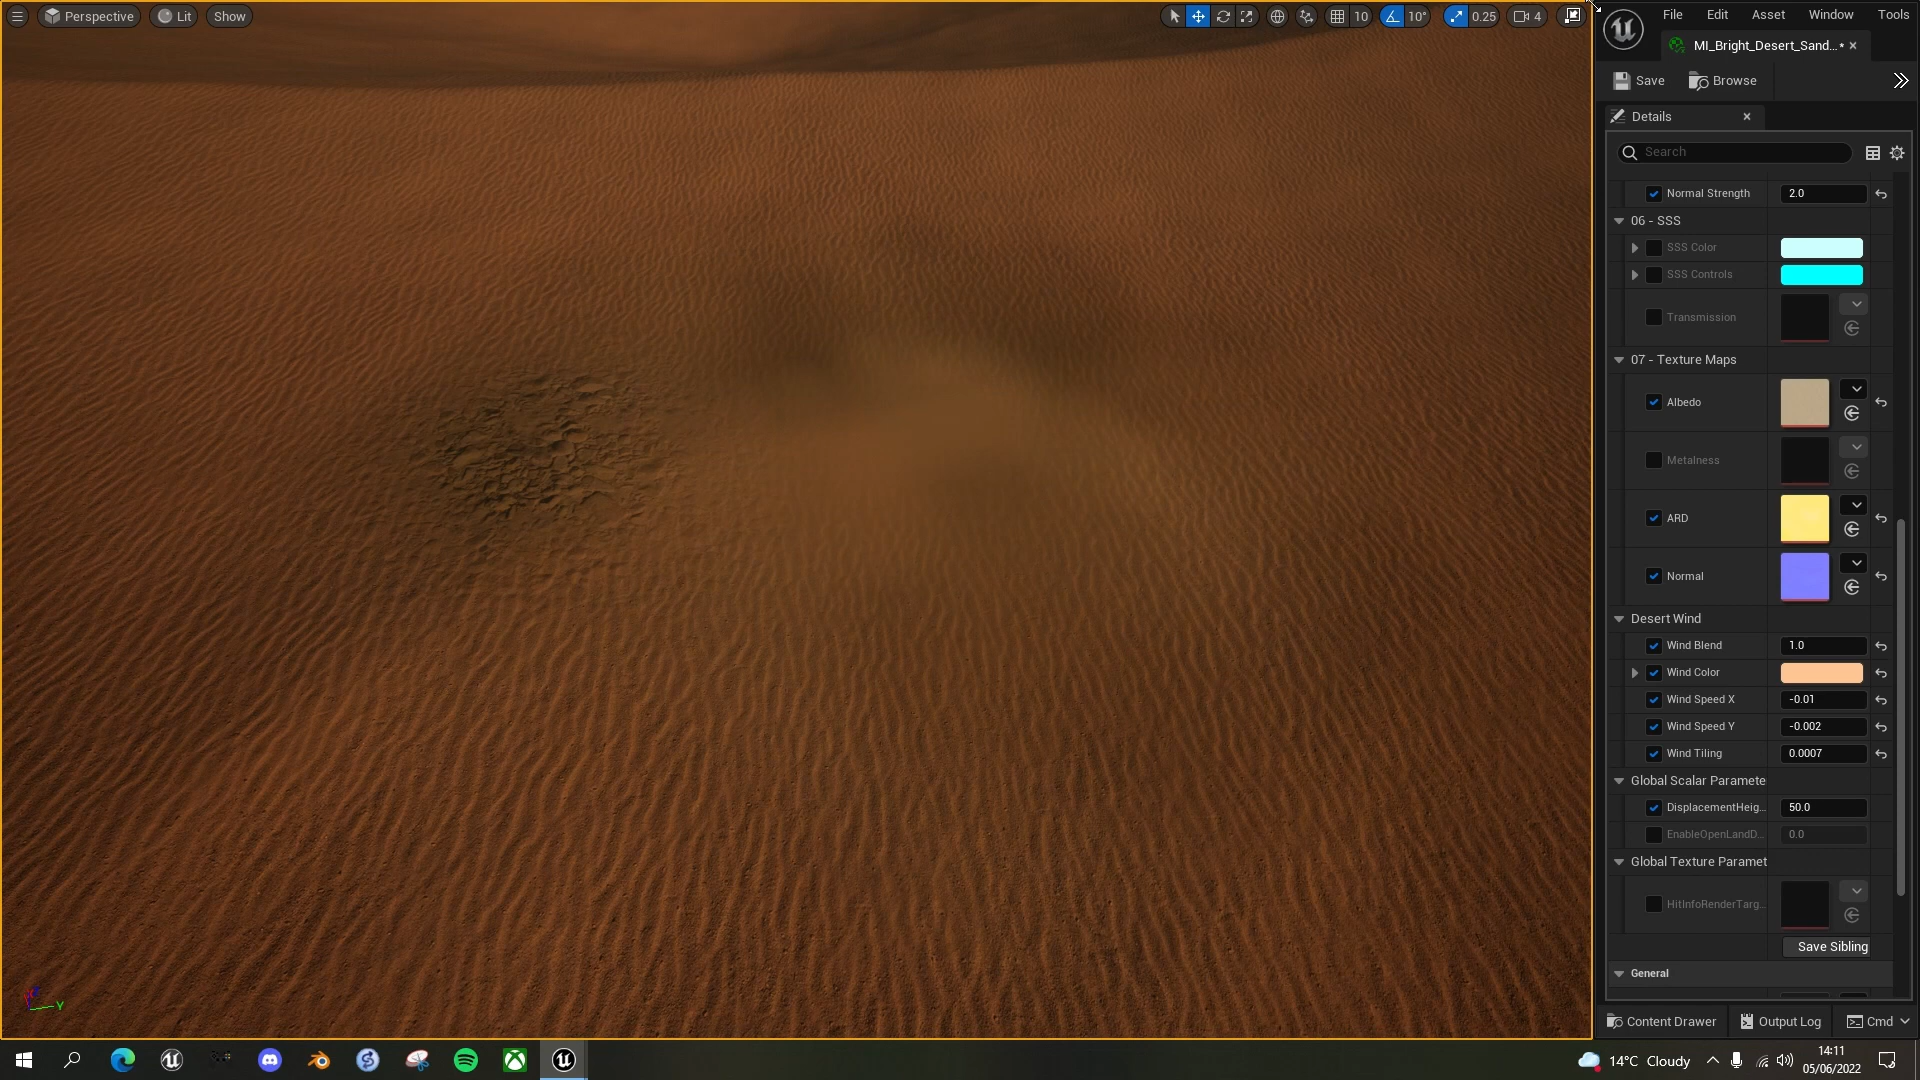 Perspective
Lit
Show
10
10°
0.25
4
File Edit Asset Window Tools
MI_Bright_Desert_Sand...•
Save Browse
Details
Search
Normal Strength 2.0
06 - SSS
SSS Color
SSS Controls
Transmission
07 - Texture Maps
Albedo
Metalness
ARD
Normal
Desert Wind
Wind Blend 1.0
Wind Color
Wind Speed X -0.01
Wind Speed Y -0.002
Wind Tiling 0.0007
Global Scalar Paramete
DisplacementHeig... 50.0
EnableOpenLandD... 0.0
Global Texture Paramet
HitInfoRenderTarg...
Save Sibling
General
Y
Content Drawer Output Log Cmd
14°C Cloudy
14:11
05/06/2022